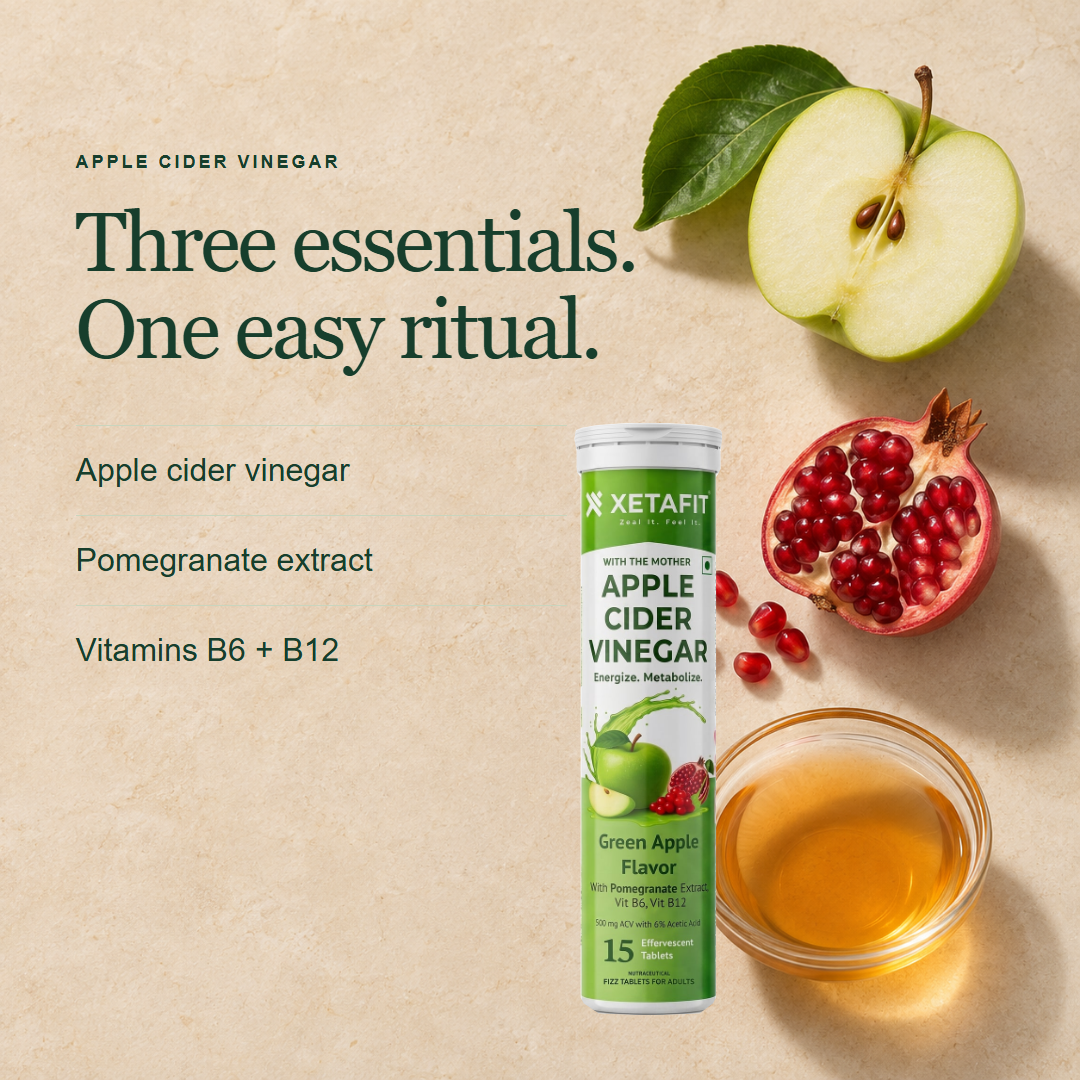 APPLE CIDER VINEGAR
Three essentials.
One easy ritual.
Apple cider vinegar
Pomegranate extract
Vitamins B6 + B12
XETAFIT
Zeal It. Feel It.
WITH THE MOTHER
APPLE
CIDER
VINEGAR
Energize. Metabolize.
Green Apple
Flavor
With Pomegranate Extract,
Vit B6, Vit B12
500 mg ACV with 6% Acetic Acid
15 Effervescent
Tablets
NUTRACEUTICAL
FIZZ TABLETS FOR ADULTS